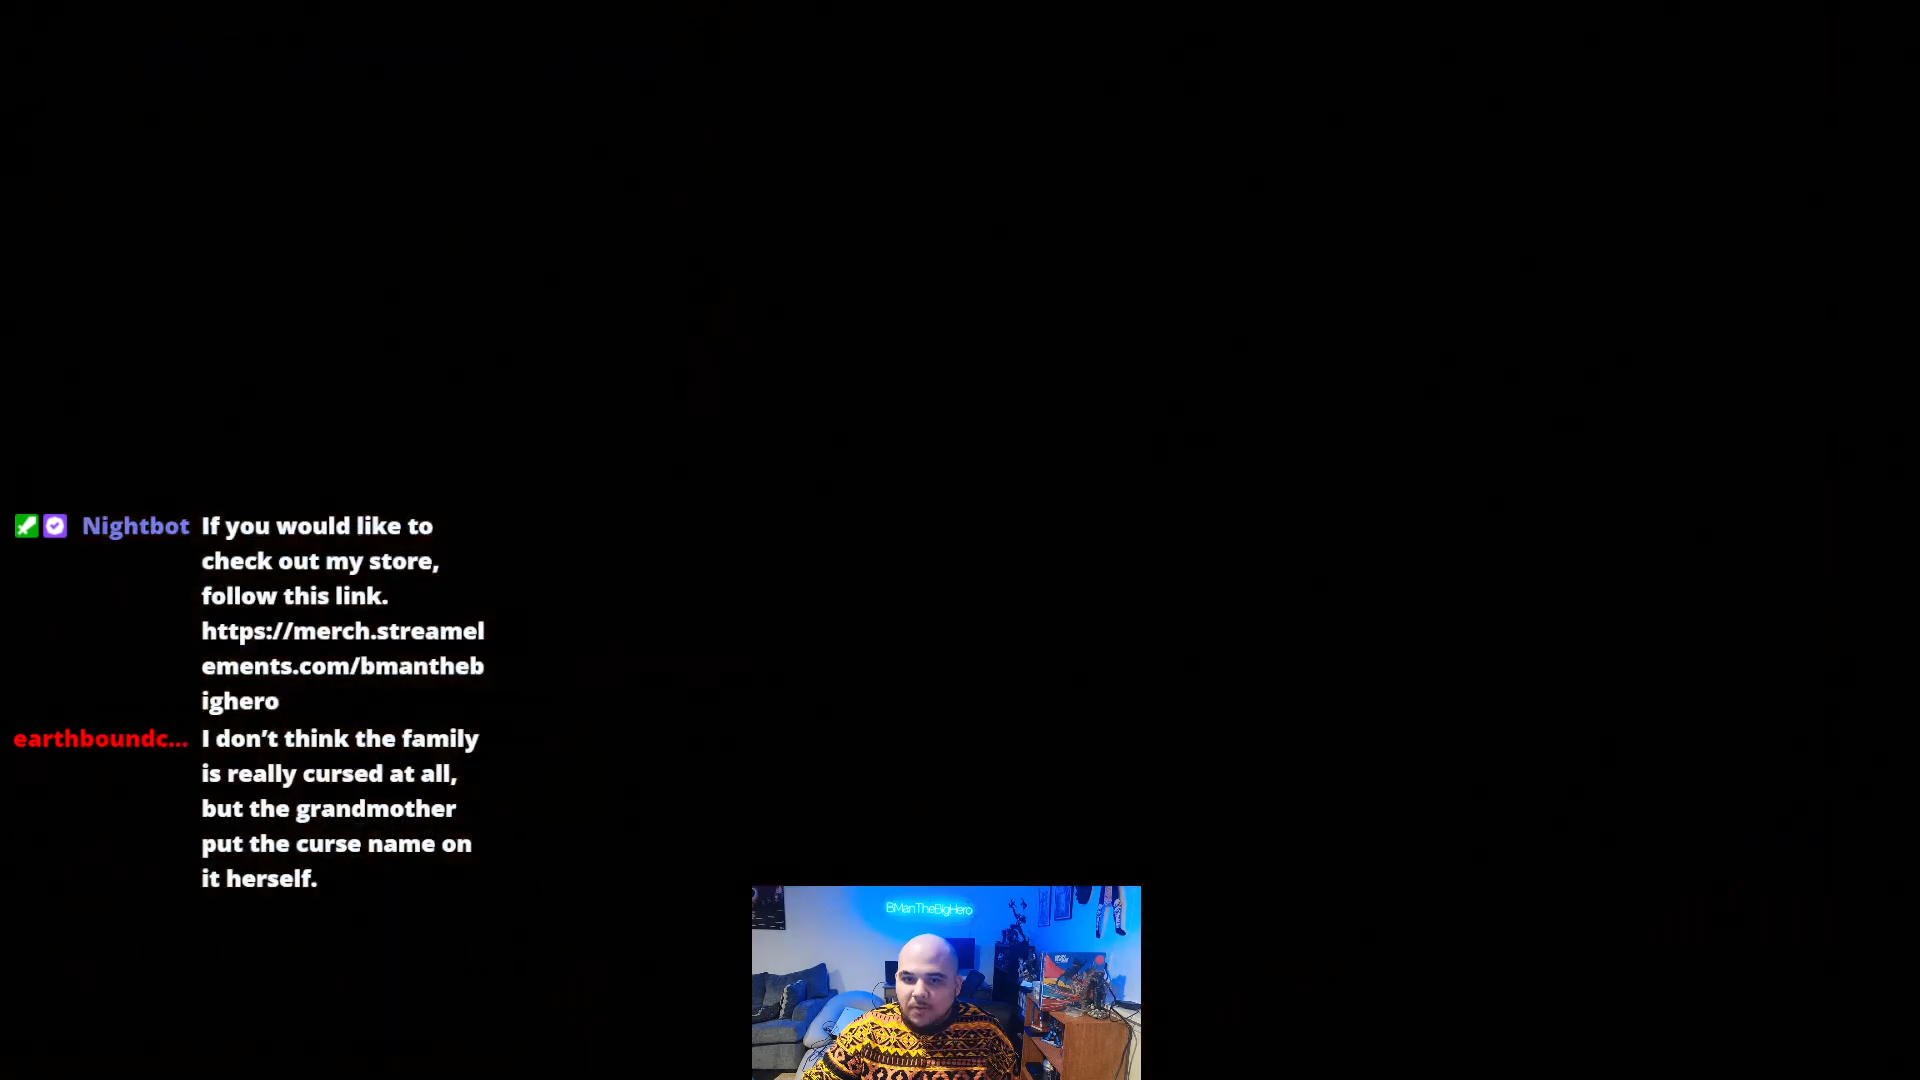 Nightbot If you would like to
check out my store,
follow this link.
https://merch.streamel
ements.com/bmantheb
ighero
earthboundc... I don’t think the family
is really cursed at all,
but the grandmother
put the curse name on
it herself.
BManTheBigHero